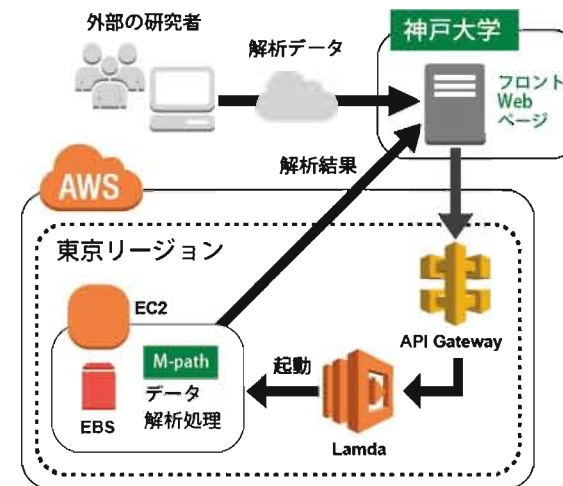 外部の研究者
解析データ
神戸大学
フロント
Web
ページ
解析結果
AWS
東京リージョン
EC2
API Gateway
M-path
起動
データ
解析処理
EBS
Lamda